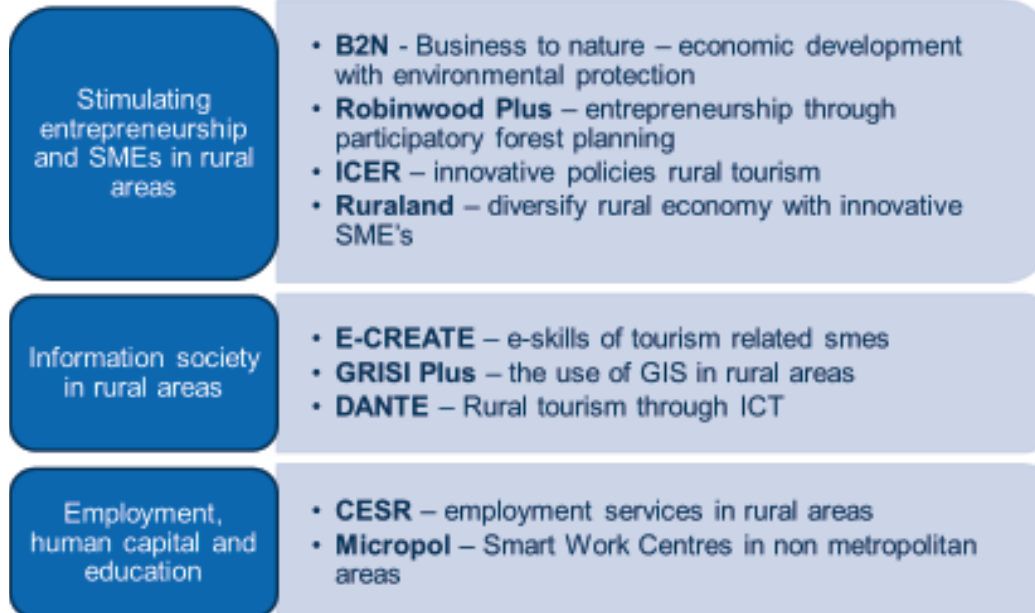 Stimulating
entrepreneurship
and SMEs in rural
areas
• B2N - Business to nature – economic development
with environmental protection
• Robinwood Plus – entrepreneurship through
participatory forest planning
• ICER – innovative policies rural tourism
• Ruraland – diversify rural economy with innovative
SME's
Information society
in rural areas
• E-CREATE – e-skills of tourism related smes
• GRISI Plus – the use of GIS in rural areas
• DANTE – Rural tourism through ICT
Employment,
human capital and
education
• CESR – employment services in rural areas
• Micropol – Smart Work Centres in non metropolitan
areas